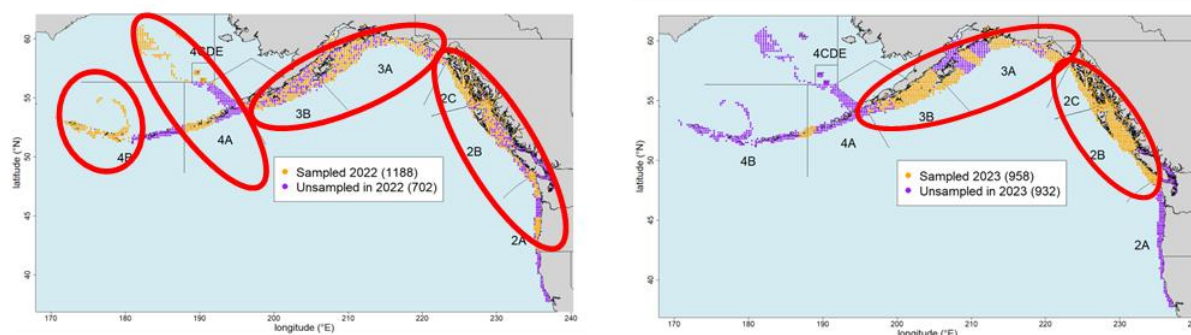 60
55
50
45
40
latitude (°N)
4CDE
3A
3B
2C
4B
4A
2B
2A
Sampled 2022 (1188)
Unsampled in 2022 (702)
170
180
190
200
210
220
230
240
longitude (°E)
60
55
50
45
40
latitude (°N)
4CDE
3A
3B
2C
4B
4A
2B
2A
Sampled 2023 (958)
Unsampled in 2023 (932)
170
180
190
200
210
220
230
longitude (°E)